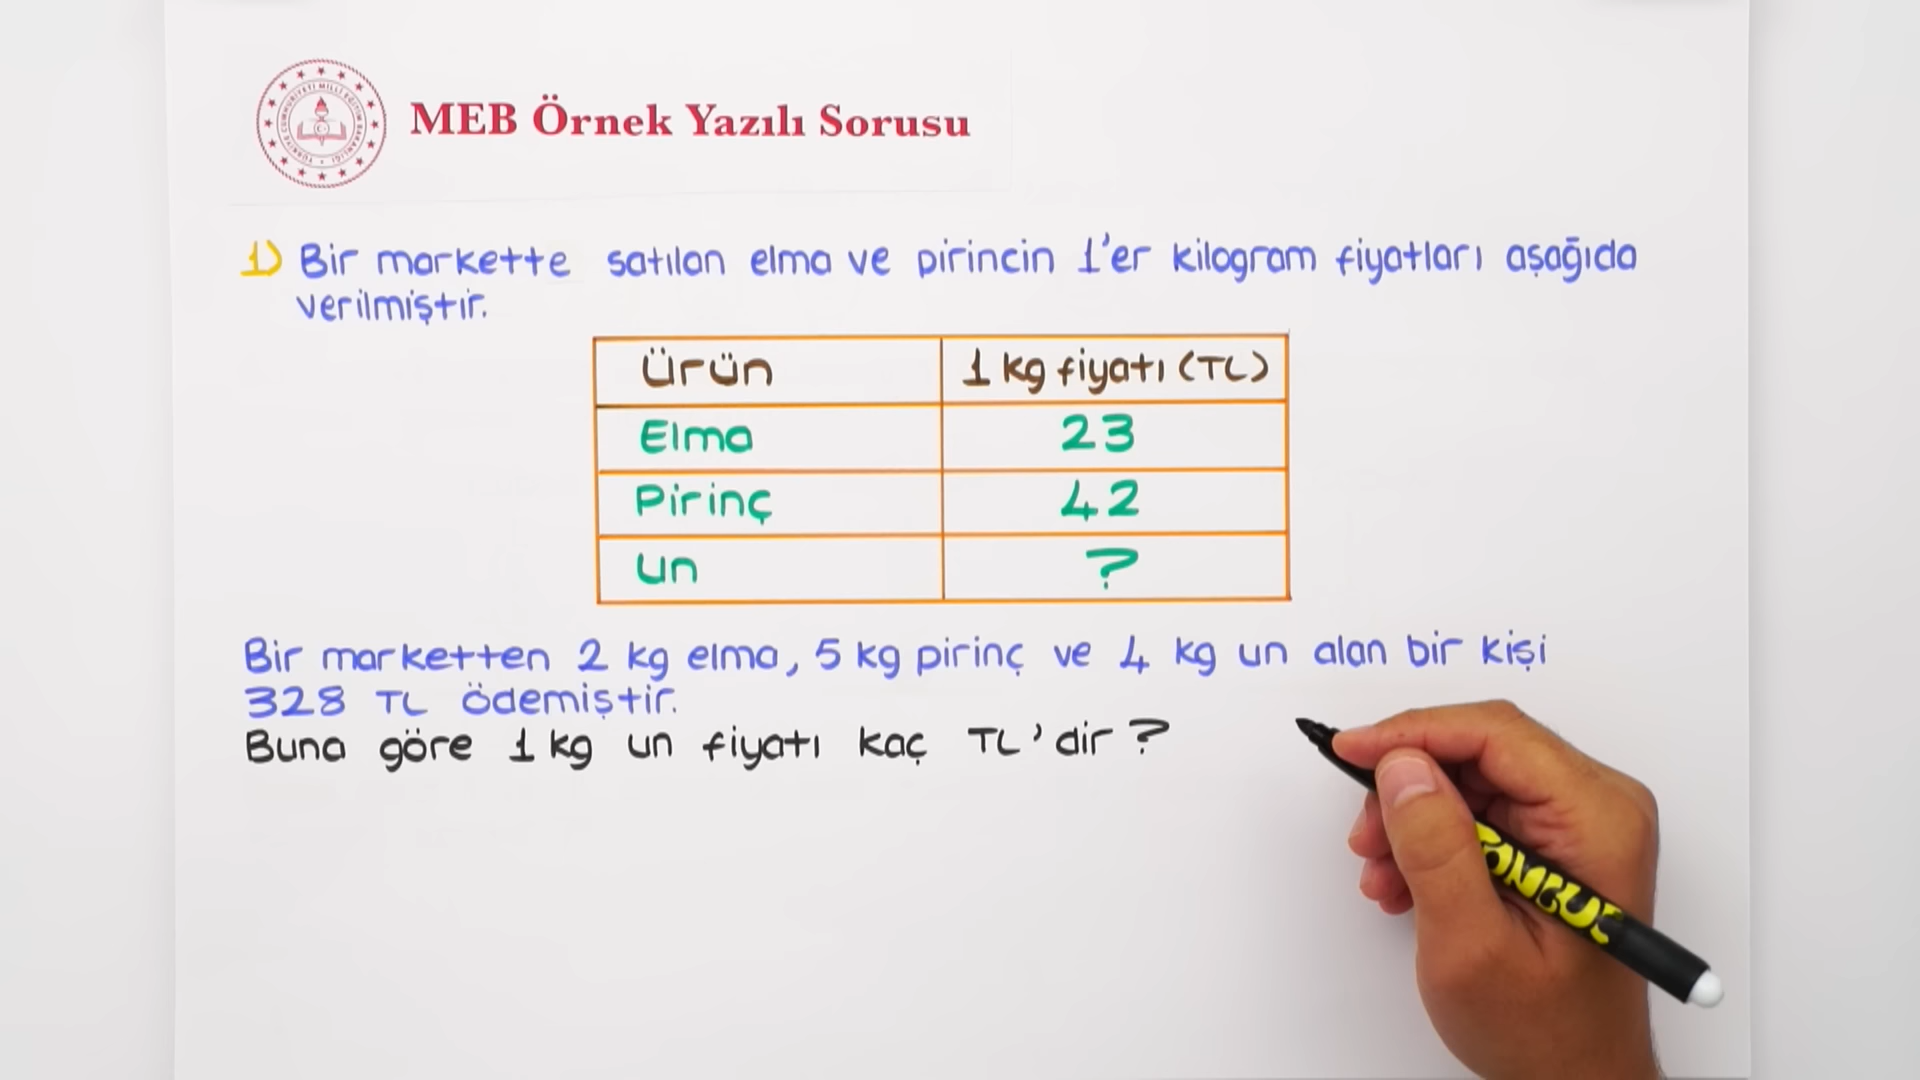 MEB Örnek Yazılı Sorusu
1) Bir markette satılan elma ve pirincin 1'er kilogram fiyatları aşağıda
verilmiştir.
Ürün 1 kg fiyatı (TL)
Elma 23
Pirinç 42
Un ?
Bir marketten 2 kg elma, 5 kg pirinç ve 4 kg un alan bir kişi
328 TL ödemiştir.
Buna göre 1 kg un fiyatı kaç TL'dir?